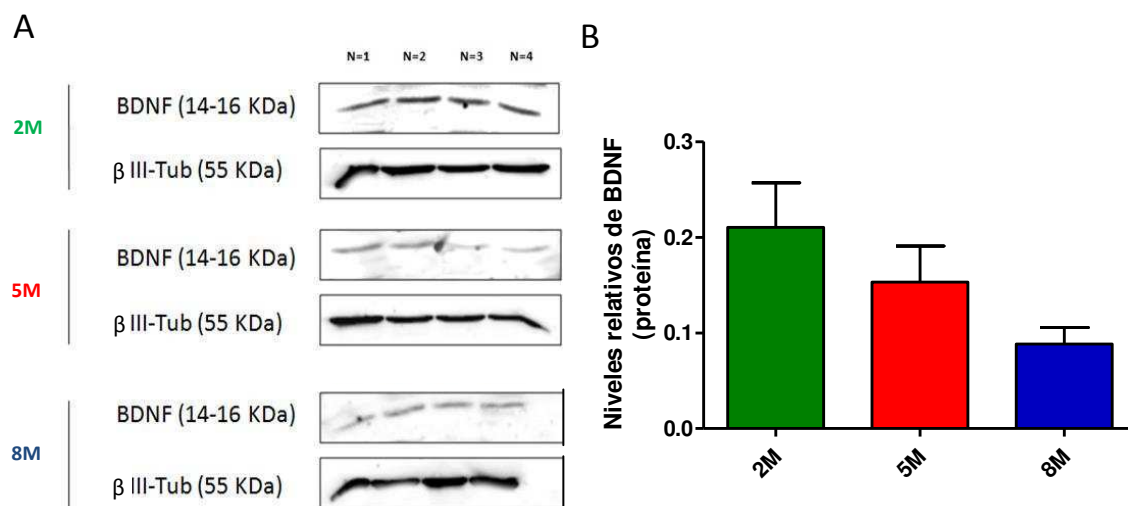 A
N=1 N=2 N=3 N=4
2M
BDNF (14-16 KDa)
β III-Tub (55 KDa)
5M
BDNF (14-16 KDa)
β III-Tub (55 KDa)
8M
BDNF (14-16 KDa)
β III-Tub (55 KDa)
B
Niveles relativos de BDNF
(proteína)
0.3
0.2
0.1
0.0
2M 5M 8M